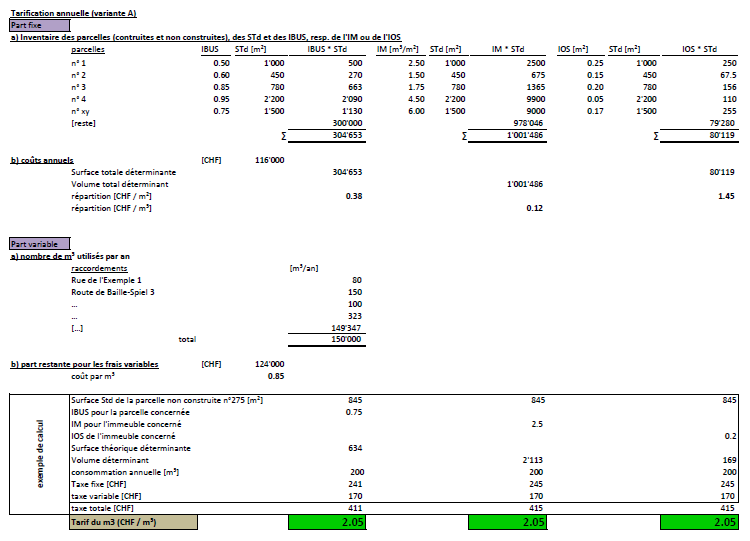 Tarification annuelle (variante A)
Part fixe
a) Inventaire des parcelles (contruites et non construites), des STd et des IBUS, resp. de l'IM ou de l'IOS
parcelles IBUS STd [m²] IBUS * STd IM [m³/m²] STd [m²] IM * STd IOS [m²] STd [m²] IOS * STd
n° 1 0.50 1'000 500 2.50 1'000 2500 0.25 1'000 250
n° 2 0.60 450 270 1.50 450 675 0.15 450 67.5
n° 3 0.85 780 663 1.75 780 1365 0.20 780 156
n° 4 0.95 2'200 2'090 4.50 2'200 9900 0.05 2'200 110
n° xy 0.75 1'500 1'130 6.00 1'500 9000 0.17 1'500 255
[reste] 300'000 978'046 79'280
Σ 304'653 Σ 1'001'486 Σ 80'119
b) coûts annuels [CHF] 116'000
Surface totale déterminante 304'653 80'119
Volume total déterminant 1'001'486
répartition [CHF / m²] 0.38 1.45
répartition [CHF / m³] 0.12
Part variable
a) nombre de m³ utilisés par an
raccordements [m³/an]
Rue de l'Exemple 1 80
Route de Baille-Spiel 3 150
... 100
... 323
[...] 149'347
total 150'000
b) part restante pour les frais variables [CHF] 124'000
coût par m³ 0.85
exemple de calcul
Surface Std de la parcelle non construite n°275 [m²] 845 845 845
IBUS pour la parcelle concernée 0.75
IM pour l'immeuble concerné 2.5
IOS de l'immeuble concerné 0.2
Surface théorique déterminante 634
Volume déterminant 2'113 169
consommation annuelle [m³] 200 200 200
Taxe fixe [CHF] 241 245 245
taxe variable [CHF] 170 170 170
taxe totale [CHF] 411 415 415
Tarif du m3 (CHF / m³) 2.05 2.05 2.05